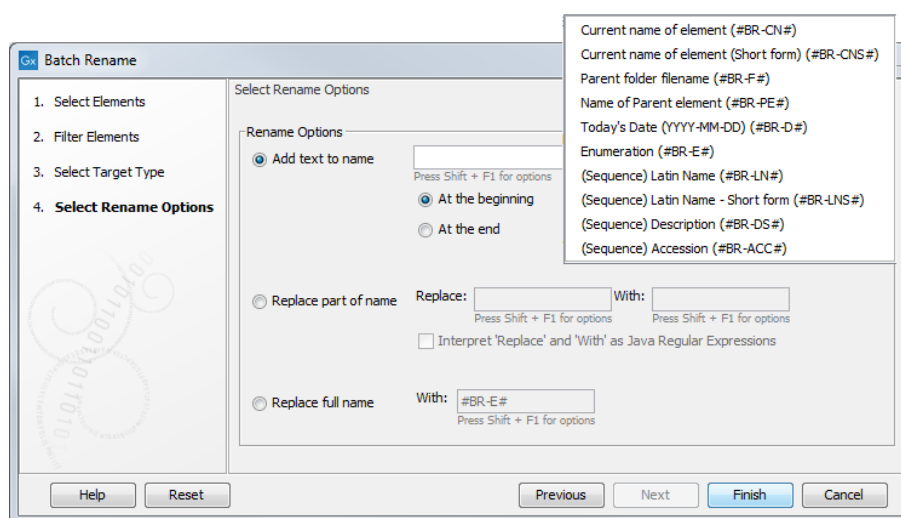 Current name of element (#BR-CN#)
Current name of element (Short form) (#BR-CNS#)
Parent folder filename (#BR-F#)
Name of Parent element (#BR-PE#)
Today's Date (YYYY-MM-DD) (#BR-D#)
Enumeration (#BR-E#)
(Sequence) Latin Name (#BR-LN#)
(Sequence) Latin Name - Short form (#BR-LNS#)
(Sequence) Description (#BR-DS#)
(Sequence) Accession (#BR-ACC#)
Gx Batch Rename
1. Select Elements
2. Filter Elements
3. Select Target Type
4. Select Rename Options
Select Rename Options
Rename Options
Add text to name
Press Shift + F1 for options
At the beginning
At the end
Replace part of name Replace: With:
Press Shift + F1 for options Press Shift + F1 for options
Interpret 'Replace' and 'With' as Java Regular Expressions
Replace full name With: #BR-E#
Press Shift + F1 for options
Help Reset Previous Next Finish Cancel